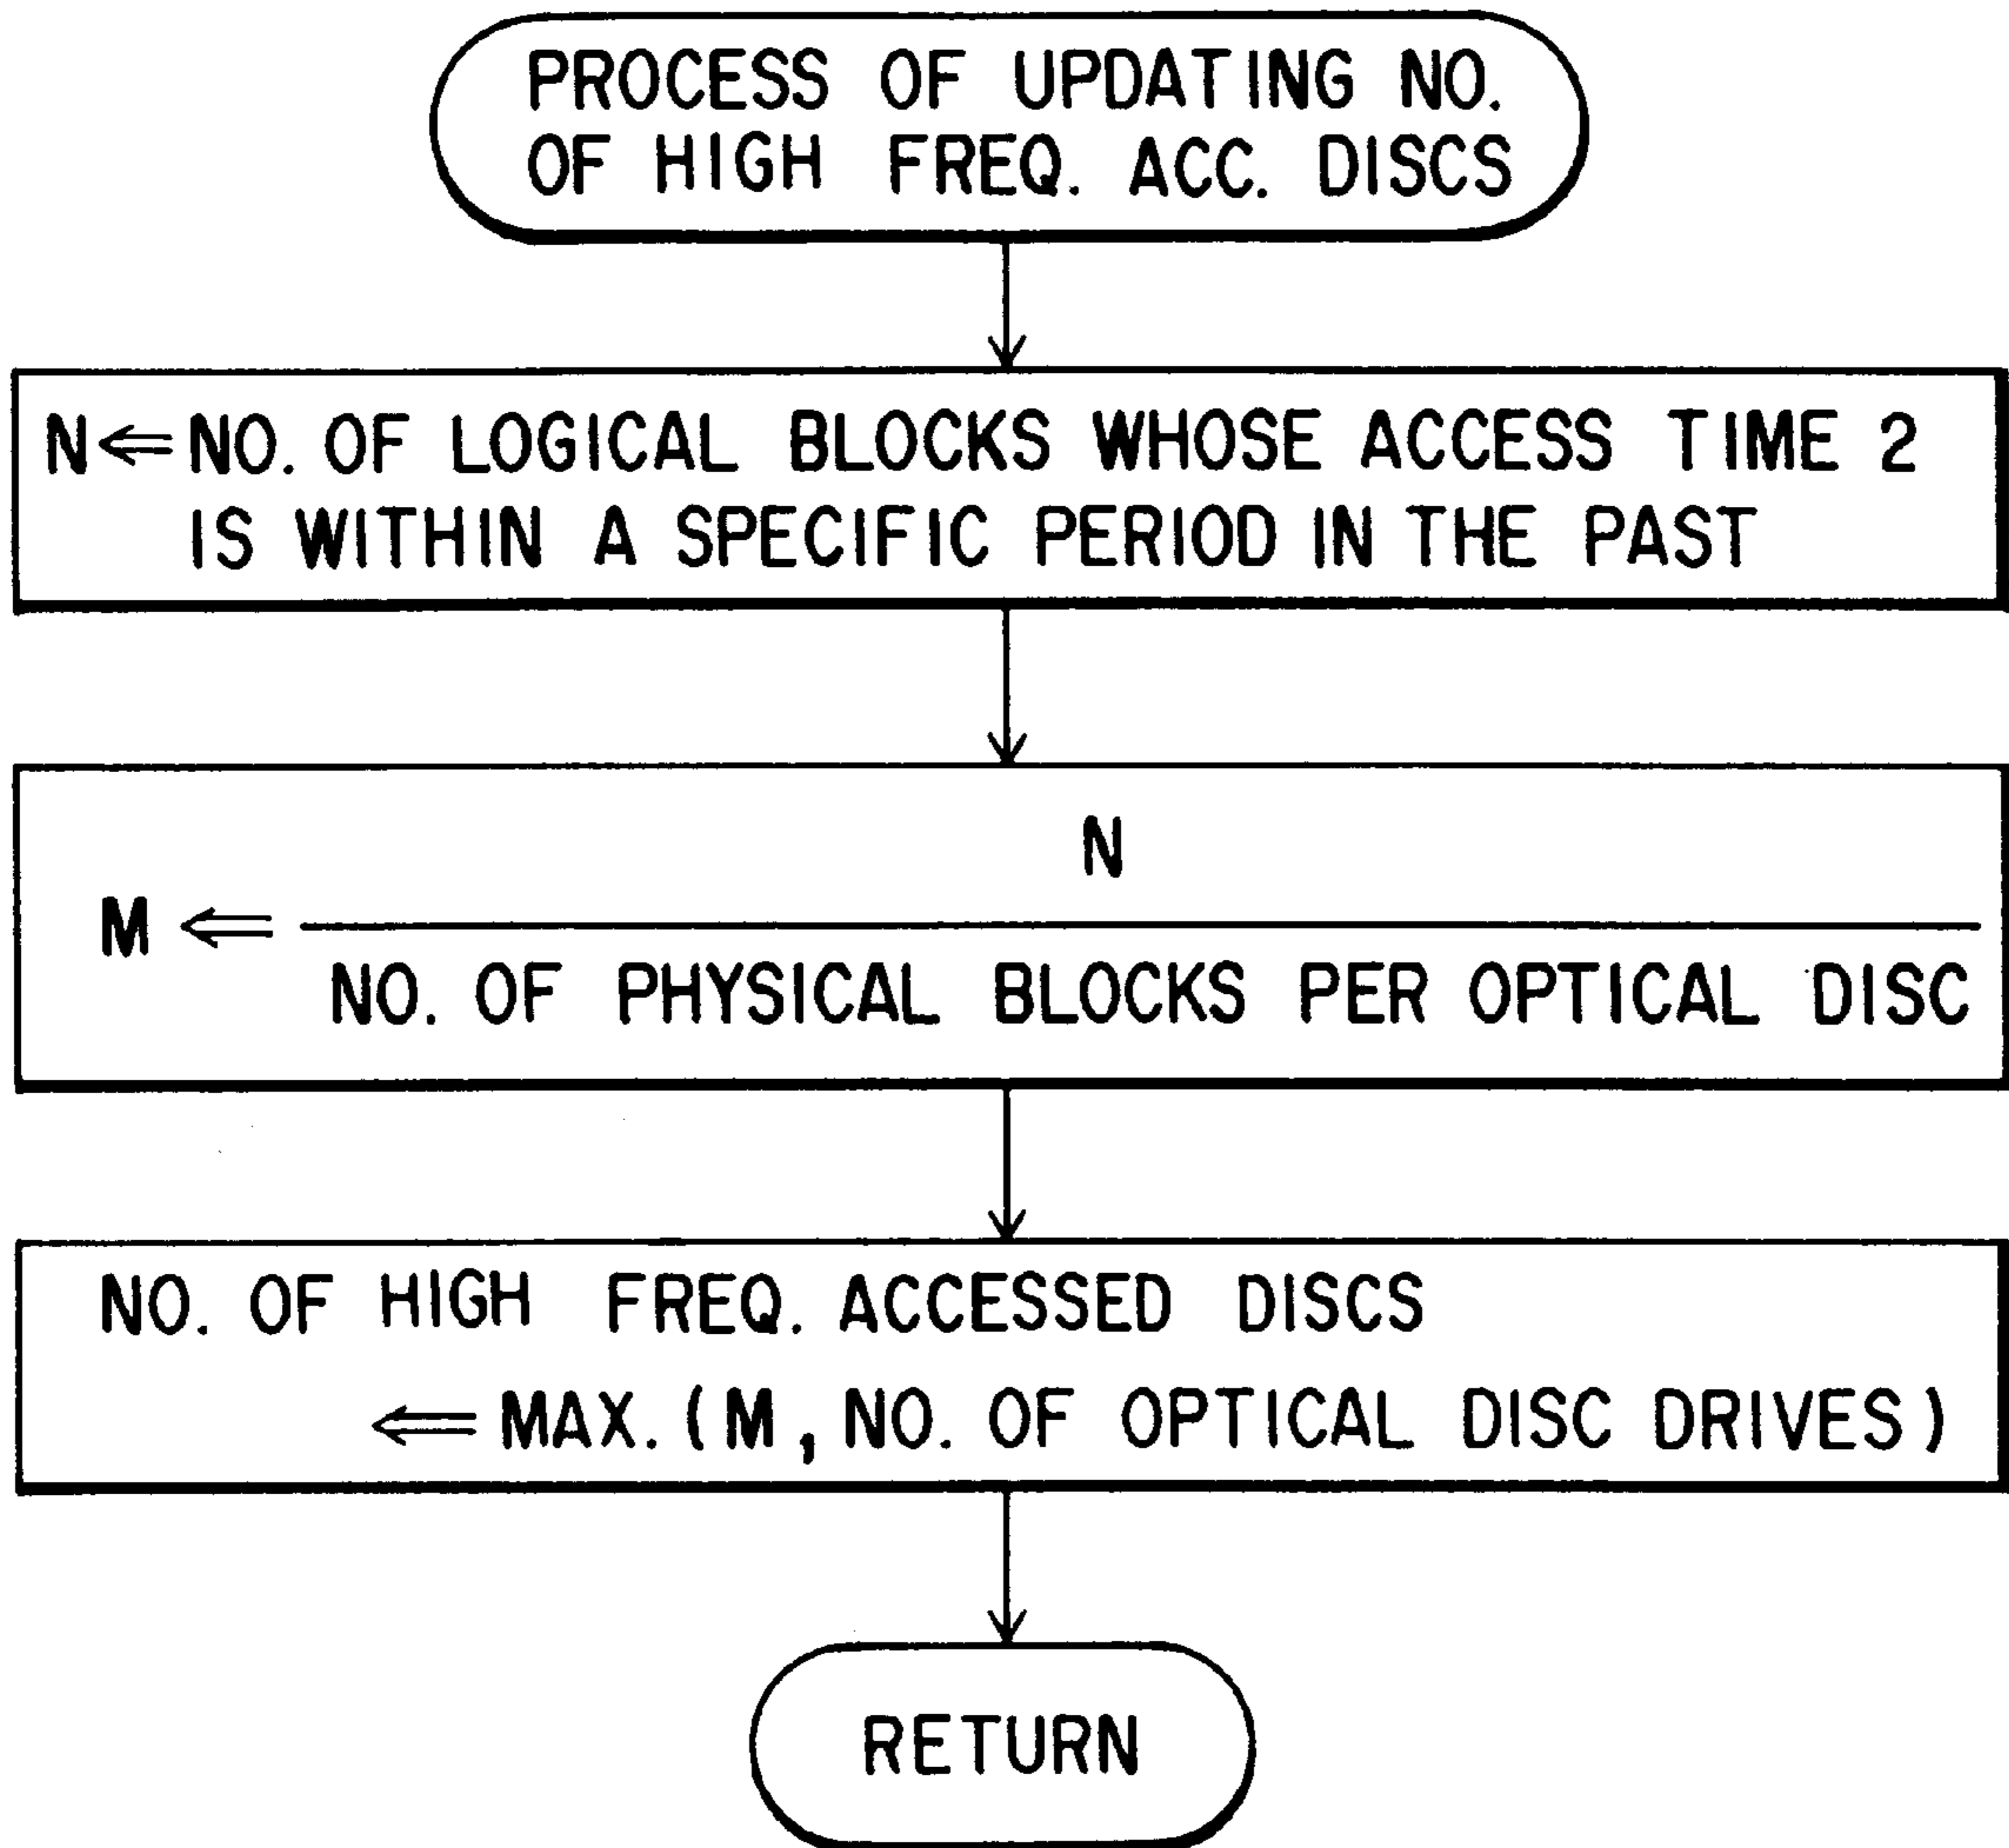 PROCESS OF UPDATING NO.
OF HIGH FREQ. ACC. DISCS
N⇐NO. OF LOGICAL BLOCKS WHOSE ACCESS TIME 2
IS WITHIN A SPECIFIC PERIOD IN THE PAST
N
M ⇐
NO. OF PHYSICAL BLOCKS PER OPTICAL DISC
NO. OF HIGH FREQ. ACCESSED DISCS
⇐ MAX. (M, NO. OF OPTICAL DISC DRIVES)
RETURN